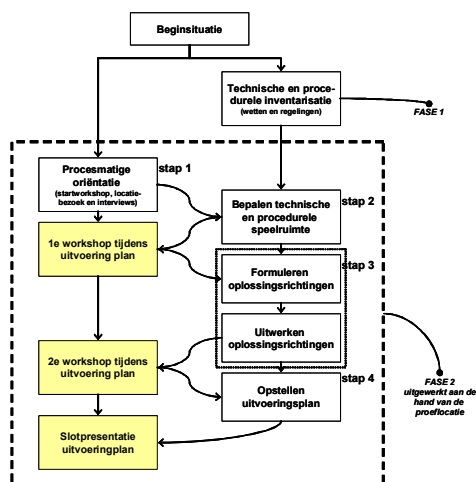 Beginsituatie
Technische en proce-
durele inventarisatie
(wetten en regelingen)
FASE 1
Procesmatige
oriëntatie
(startworkshop, locatie-
bezoek en interviews)
stap 1
Bepalen technische
en procedurele
speelruimte
stap 2
1e workshop tijdens
uitvoering plan
Formuleren
oplossingsrichtingen
stap 3
Uitwerken
oplossingsrichtingen
2e workshop tijdens
uitvoering plan
Opstellen
uitvoeringsplan
stap 4
FASE 2
uitgewerkt aan de
hand van de
proeflocatie
Slotpresentatie
uitvoeringplan